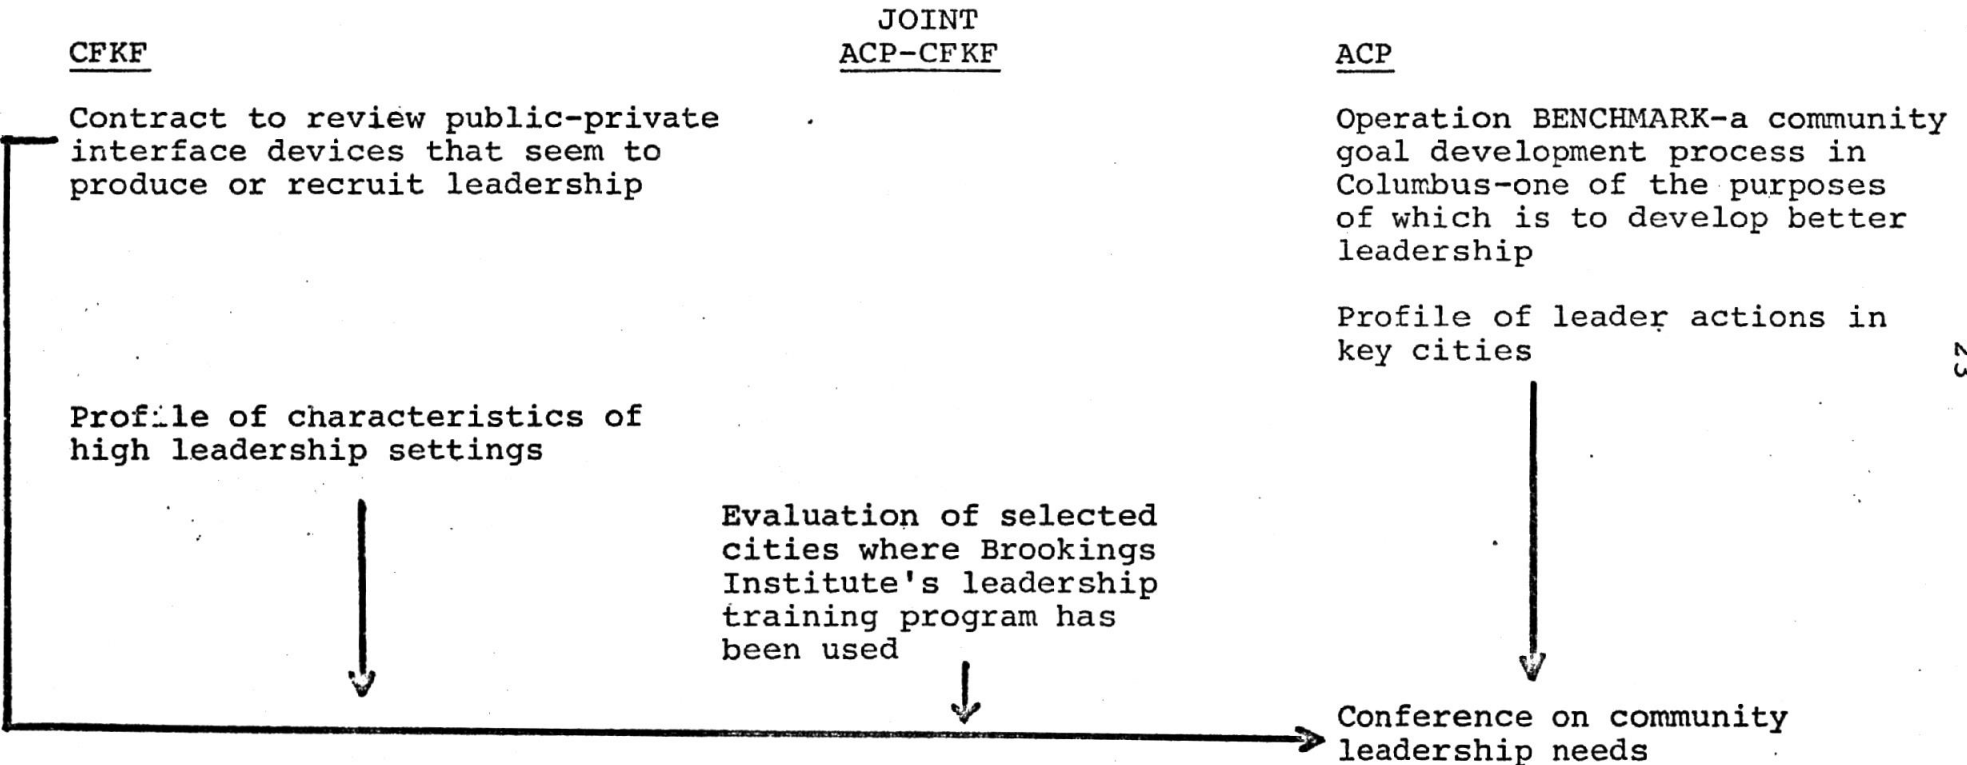 JOINT
CFKF
ACP-CFKF
ACP
Contract to review public-private
interface devices that seem to
produce or recruit leadership
Operation BENCHMARK-a community
goal development process in
Columbus-one of the purposes
of which is to develop better
leadership
Profile of leader actions in
key cities
23
Profile of characteristics of
high leadership settings
Evaluation of selected
cities where Brookings
Institute's leadership
training program has
been used
Conference on community
leadership needs